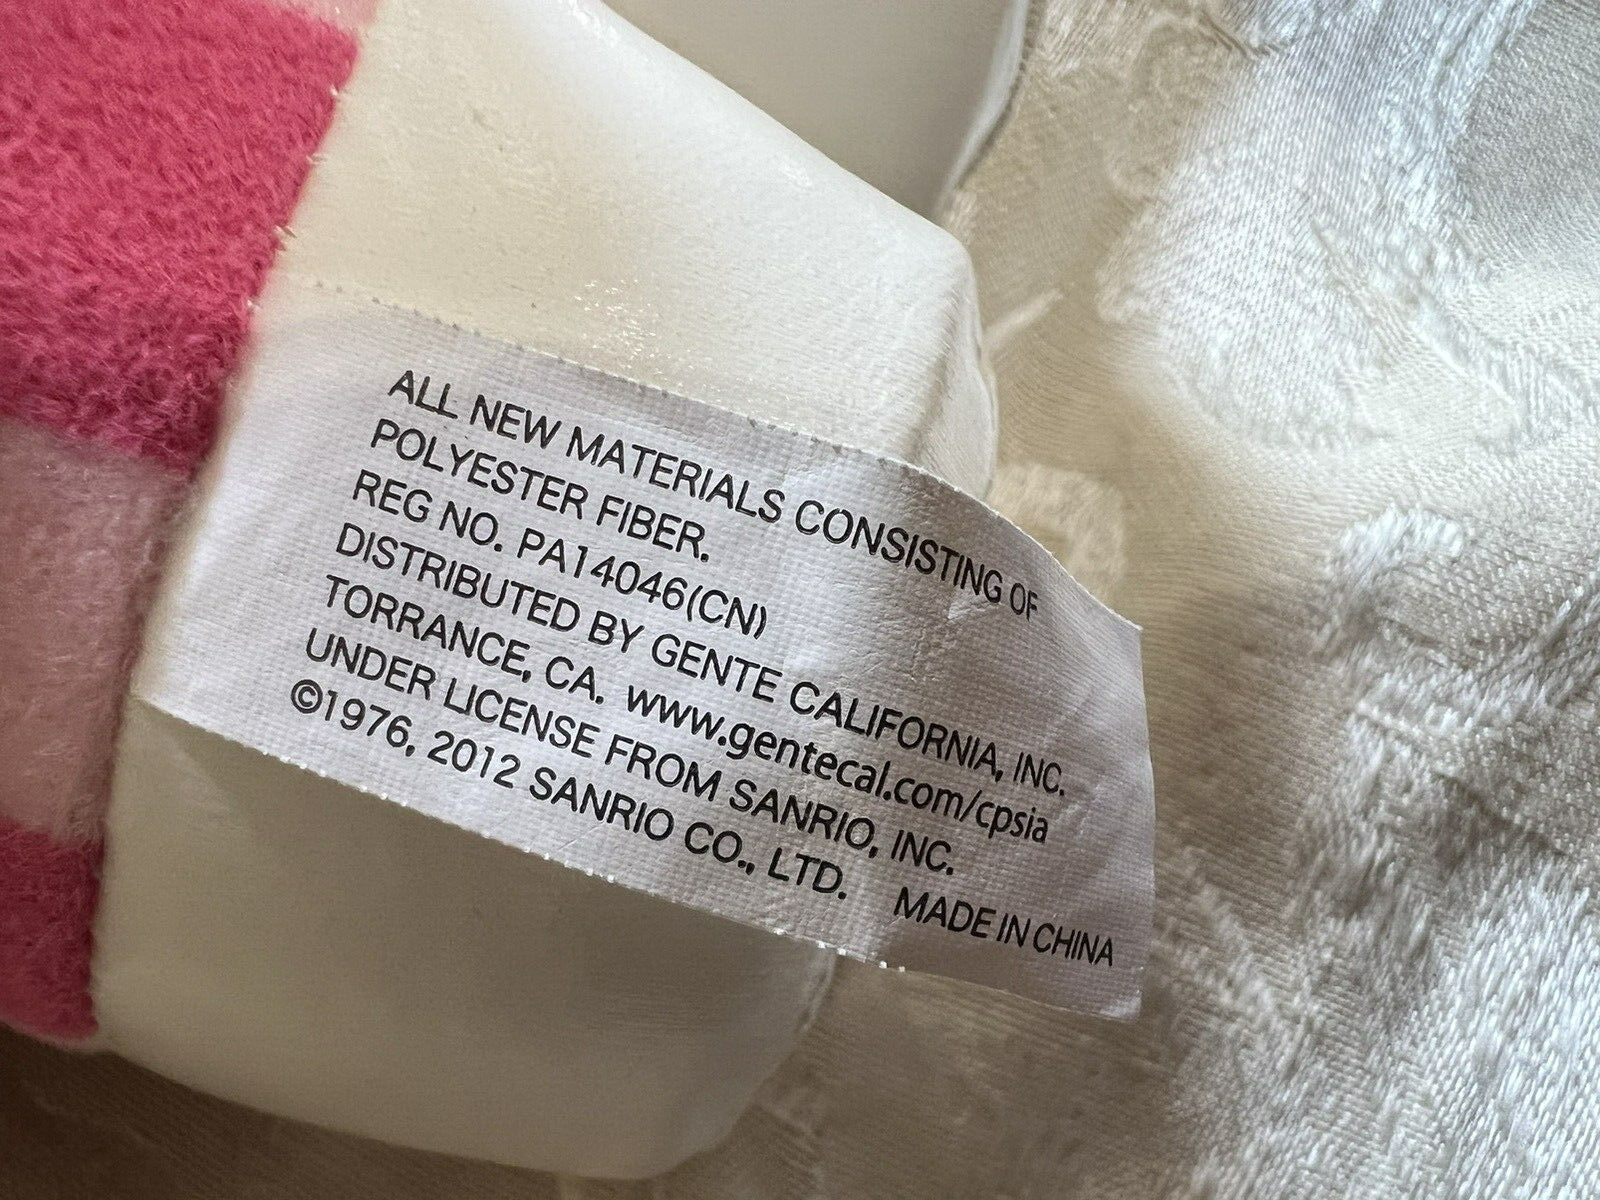 ALL NEW MATERIALS CONSISTING OF
POLYESTER FIBER.
REG NO. PA14046(CN)
DISTRIBUTED BY GENTE CALIFORNIA, INC.
TORRANCE, CA. www.gentecal.com/cpsia
UNDER LICENSE FROM SANRIO, INC.
©1976, 2012 SANRIO CO., LTD. MADE IN CHINA